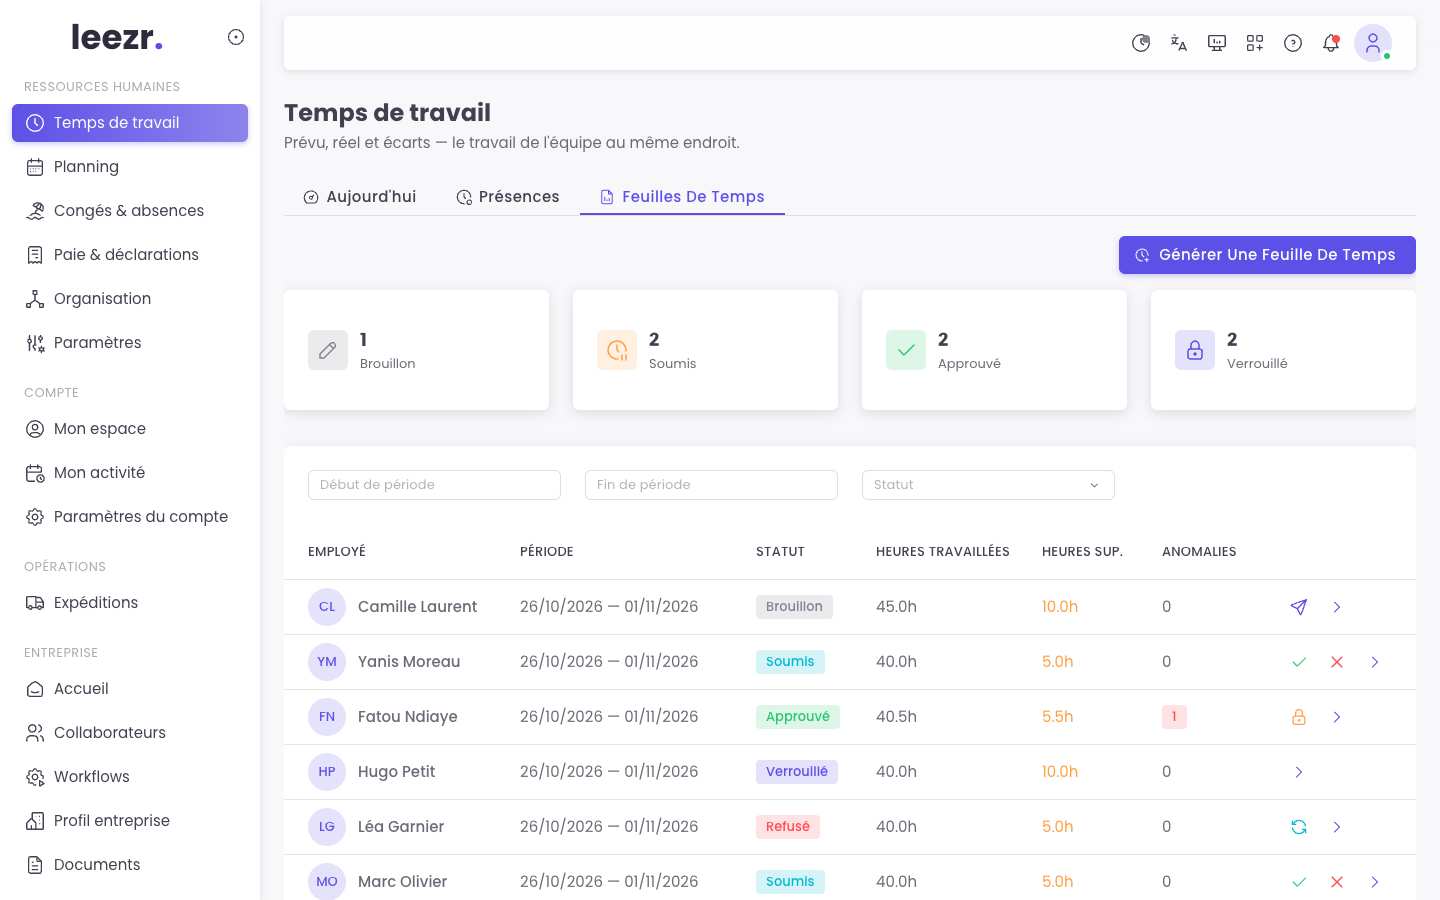 leezr.
RESSOURCES HUMAINES
Temps de travail
Planning
Congés & absences
Paie & déclarations
Organisation
Paramètres
COMPTE
Mon espace
Mon activité
Paramètres du compte
OPÉRATIONS
Expéditions
ENTREPRISE
Accueil
Collaborateurs
Workflows
Profil entreprise
Documents
Temps de travail
Prévu, réel et écarts — le travail de l'équipe au même endroit.
Aujourd'hui Présences Feuilles De Temps
Générer Une Feuille De Temps
1
Brouillon
2
Soumis
2
Approuvé
2
Verrouillé
Début de période Fin de période Statut
EMPLOYÉ PÉRIODE STATUT HEURES TRAVAILLÉES HEURES SUP. ANOMALIES
CL Camille Laurent 26/10/2026 — 01/11/2026 Brouillon 45.0h 10.0h 0
YM Yanis Moreau 26/10/2026 — 01/11/2026 Soumis 40.0h 5.0h 0
FN Fatou Ndiaye 26/10/2026 — 01/11/2026 Approuvé 40.5h 5.5h 1
HP Hugo Petit 26/10/2026 — 01/11/2026 Verrouillé 40.0h 10.0h 0
LG Léa Garnier 26/10/2026 — 01/11/2026 Refusé 40.0h 5.0h 0
MO Marc Olivier 26/10/2026 — 01/11/2026 Soumis 40.0h 5.0h 0